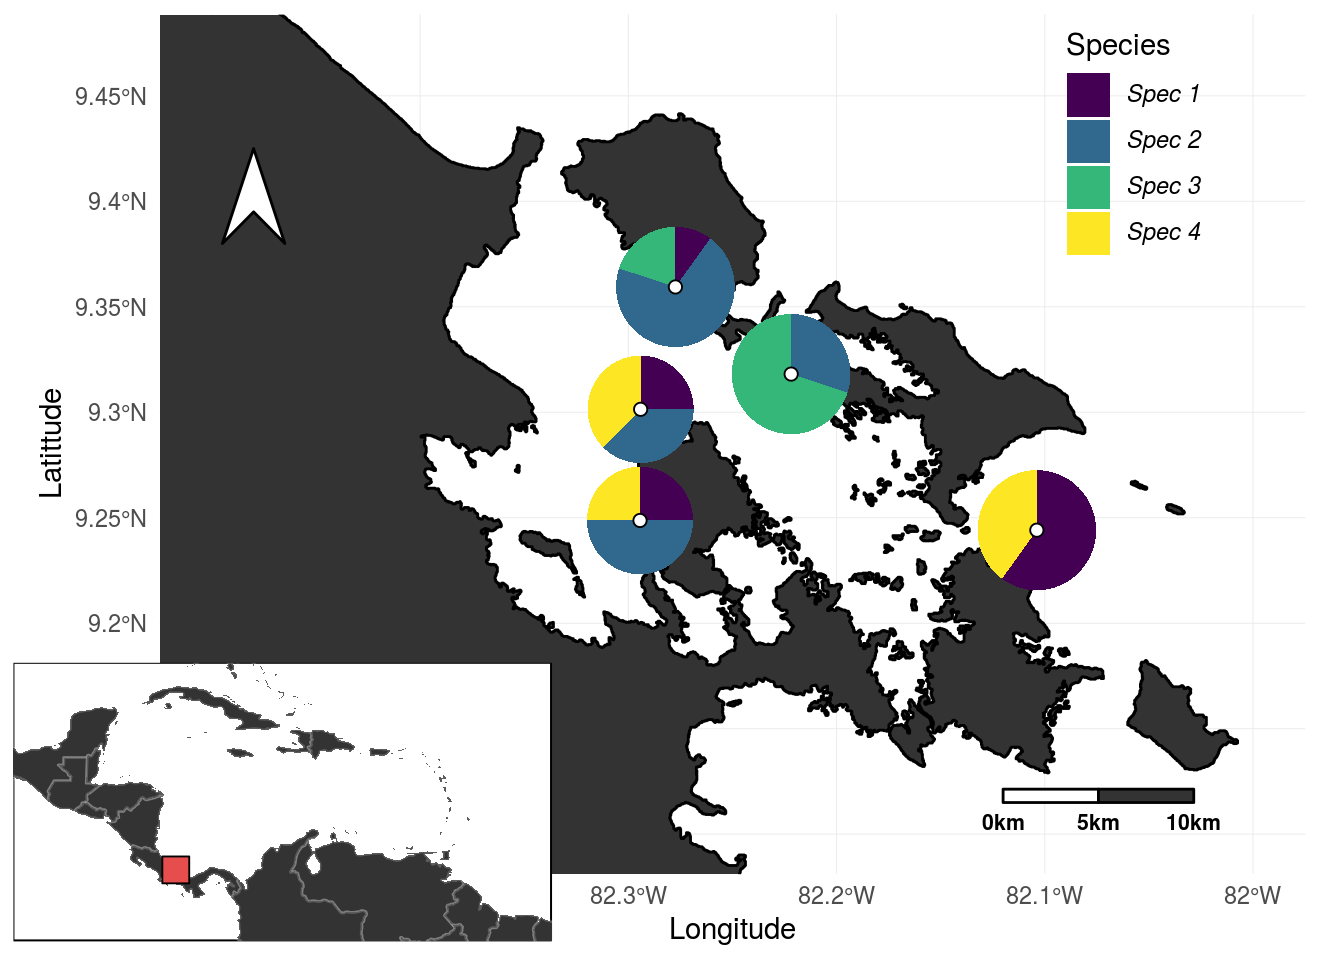 Species
Spec 1
Spec 2
Spec 3
Spec 4
9.45°N
9.4°N
9.35°N
9.3°N
9.25°N
9.2°N
Latittude
0km 5km 10km
82.3°W 82.2°W 82.1°W 82°W
Longitude